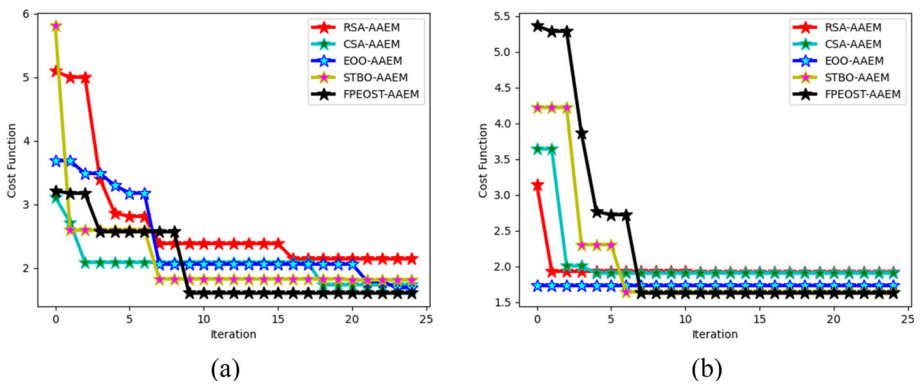 6
5
4
3
2
Cost Function
0
5
10
15
20
25
Iteration
RSA-AAEM
CSA-AAEM
EOO-AAEM
STBO-AAEM
FPEOST-AAEM
(a)
5.5
5.0
4.5
4.0
3.5
3.0
2.5
2.0
1.5
Cost Function
0
5
10
15
20
25
Iteration
RSA-AAEM
CSA-AAEM
EOO-AAEM
STBO-AAEM
FPEOST-AAEM
(b)